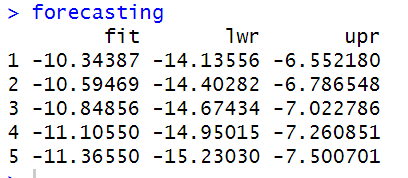 > forecasting
fit lwr upr
1 -10.34387 -14.13556 -6.552180
2 -10.59469 -14.40282 -6.786548
3 -10.84856 -14.67434 -7.022786
4 -11.10550 -14.95015 -7.260851
5 -11.36550 -15.23030 -7.500701
>